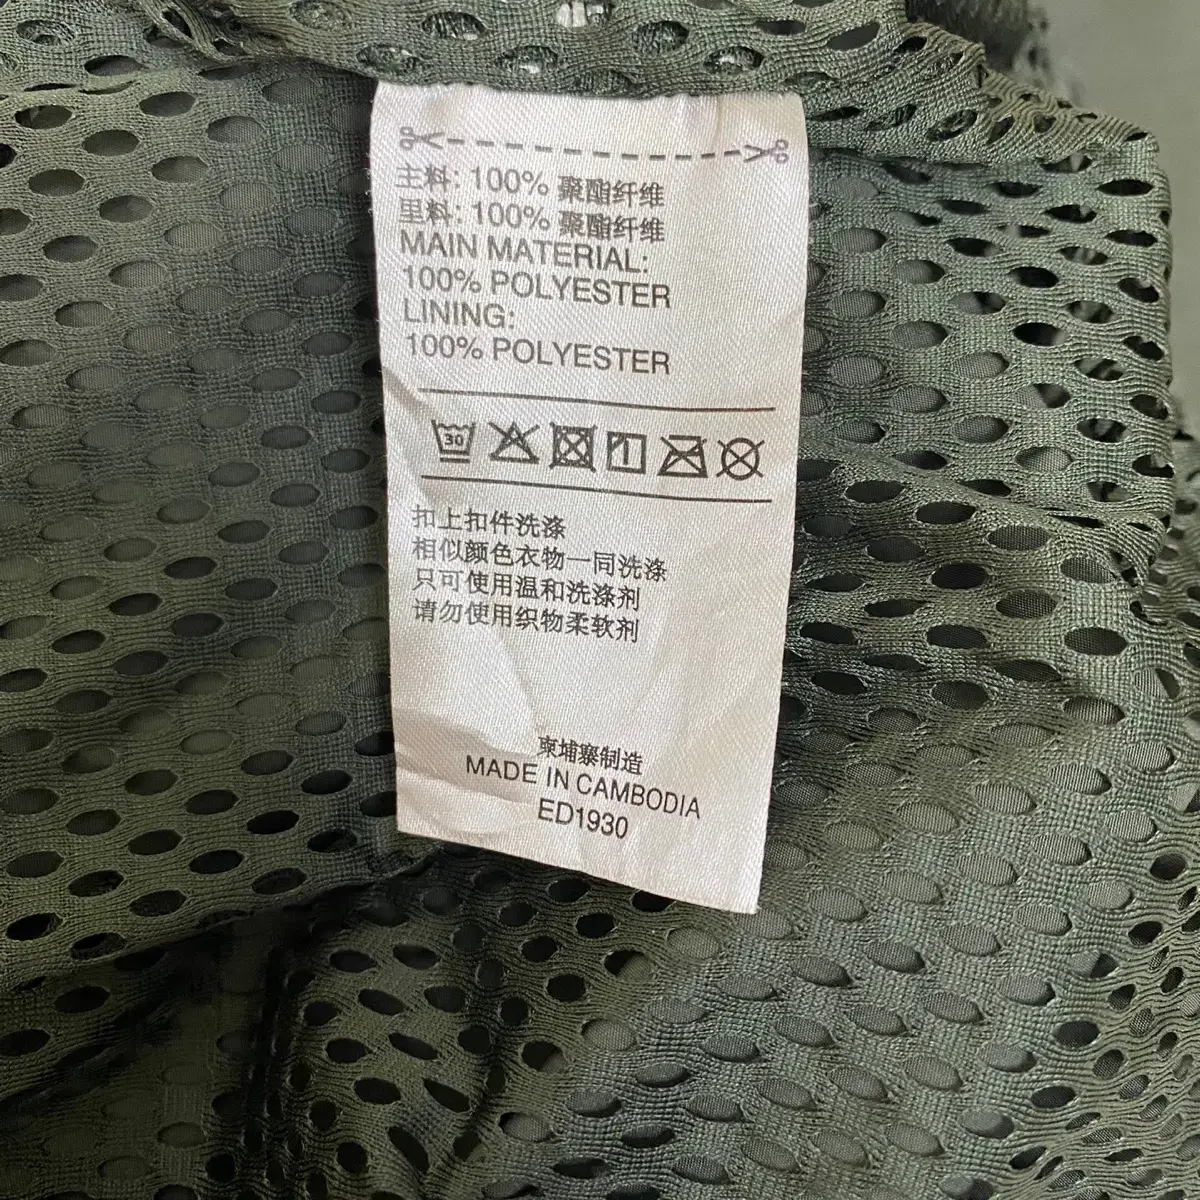 主料: 100% 聚酯纤维
里料: 100% 聚酯纤维
MAIN MATERIAL:
100% POLYESTER
LINING:
100% POLYESTER
30
扣上扣件洗涤
相似颜色衣物一同洗涤
只可使用温和洗涤剂
请勿使用织物柔软剂
柬埔寨制造
MADE IN CAMBODIA
ED1930